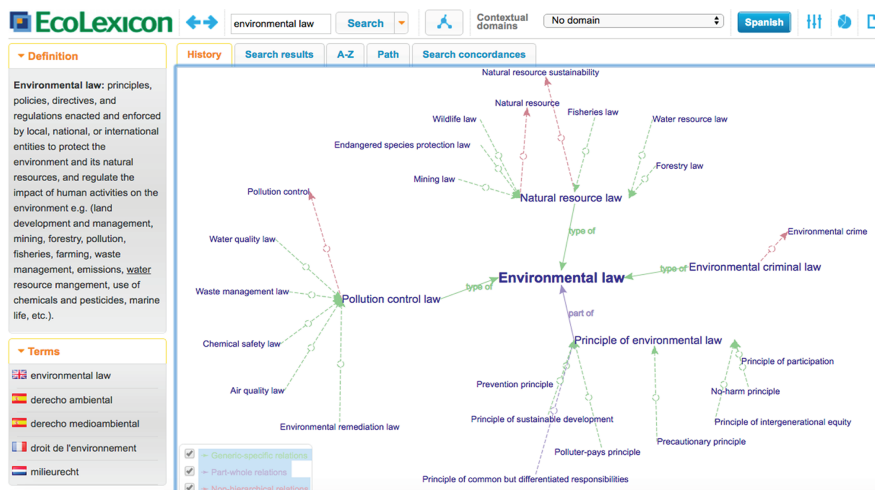 EcoLexicon
environmental law
Search
Contextual domains
No domain
Spanish
Definition
History
Search results
A-Z
Path
Search concordances
Environmental law: principles,
policies, directives, and
regulations enacted and enforced
by local, national, or international
entities to protect the
environment and its natural
resources, and regulate the
impact of human activities on the
environment e.g. (land
development and management,
mining, forestry, pollution,
fisheries, farming, waste
management, emissions, water
resource mangement, use of
chemicals and pesticides, marine
life, etc.).
Terms
environmental law
derecho ambiental
derecho medioambiental
droit de l'environnement
milieurecht
Natural resource sustainability
Natural resource
Fisheries law
Wildlife law
Water resource law
Endangered species protection law
Forestry law
Mining law
Natural resource law
Pollution control
type of
Environmental crime
Water quality law
type of
Environmental criminal law
Environmental law
type of
Waste management law
Pollution control law
part of
Principle of environmental law
Chemical safety law
Principle of participation
Prevention principle
Air quality law
No-harm principle
Principle of sustainable development
Principle of intergenerational equity
Environmental remediation law
Precautionary principle
Polluter-pays principle
Principle of common but differentiated responsibilities
Generic-specific relations
Part-whole relations
Non-hierarchical relations